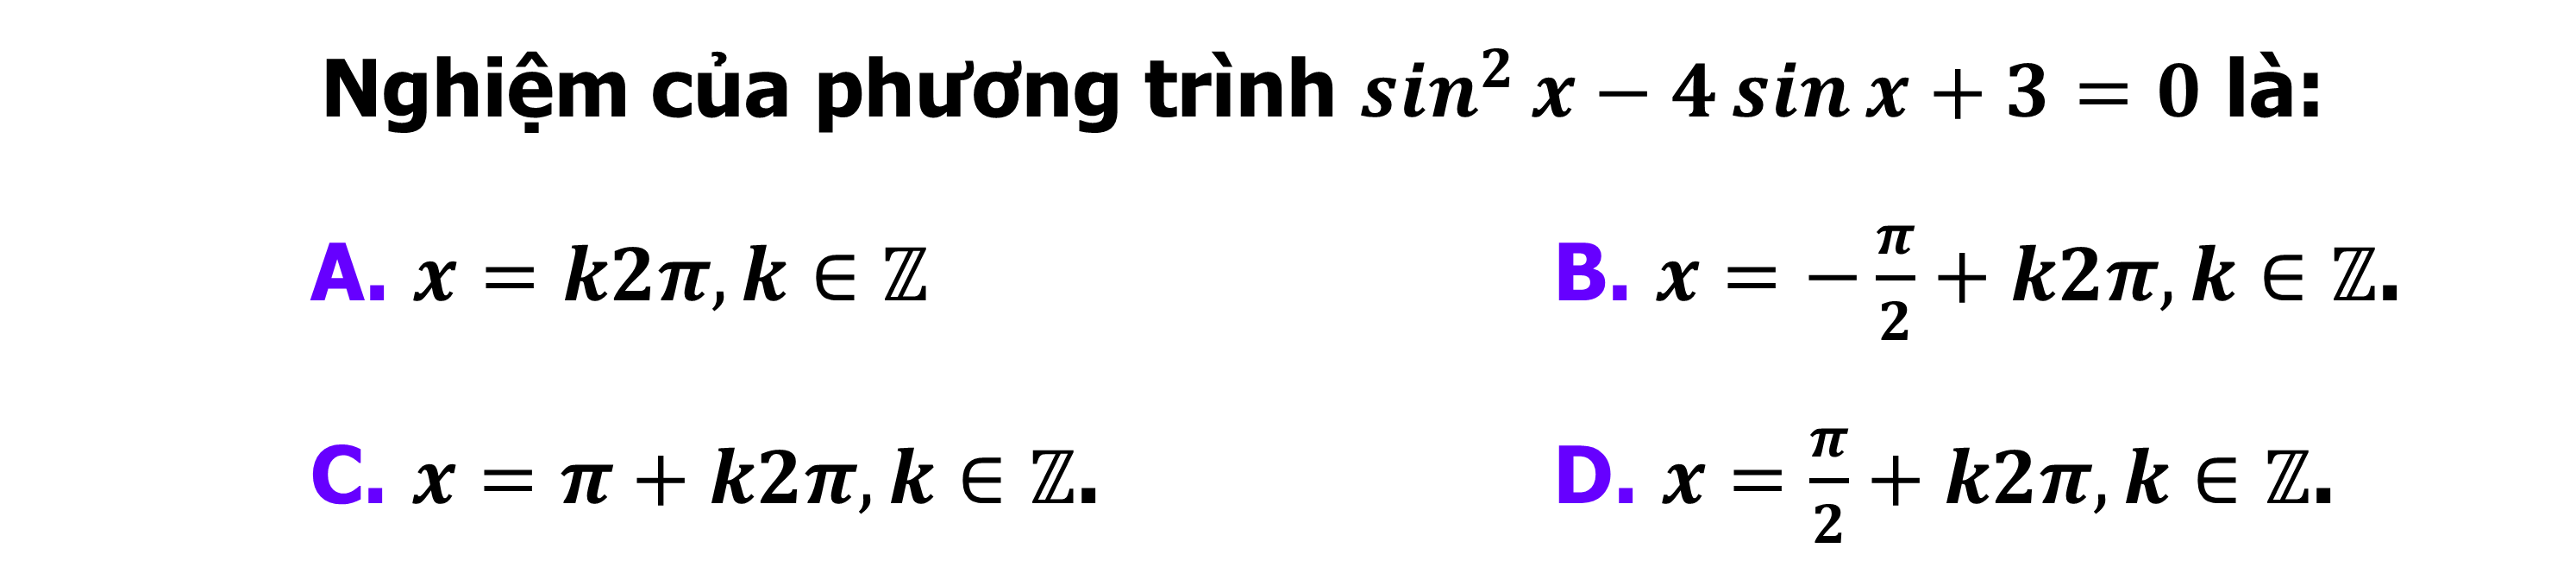 Nghiệm của phương trình sin² x − 4 sin x + 3 = 0 là:
A. x = k2π, k ∈ ℤ
B. x = −π/2 + k2π, k ∈ ℤ.
C. x = π + k2π, k ∈ ℤ.
D. x = π/2 + k2π, k ∈ ℤ.